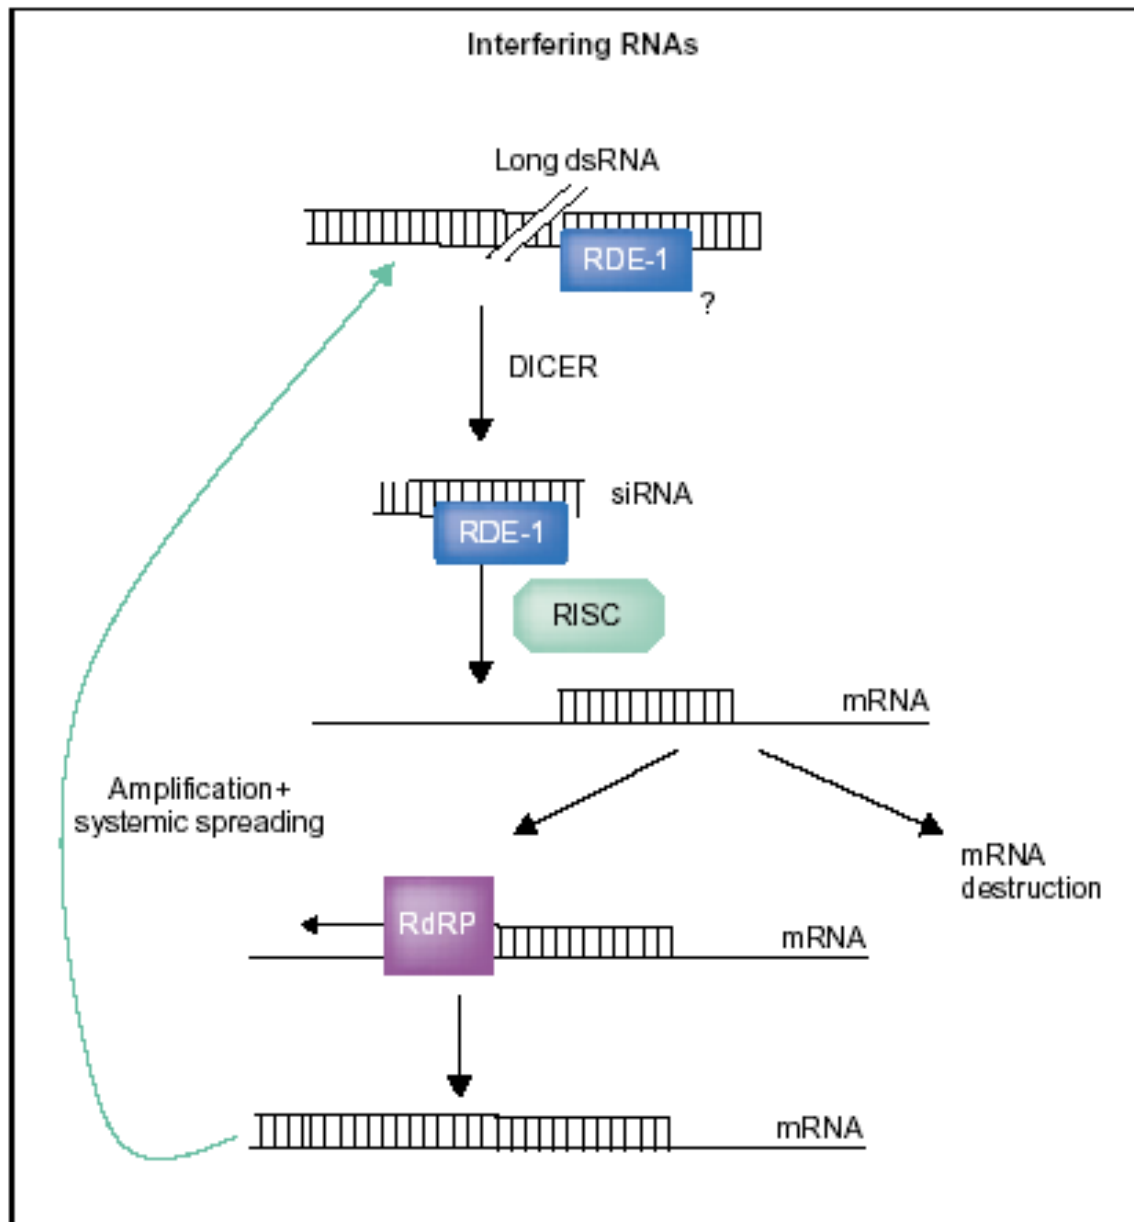 Interfering RNAs
Long dsRNA
RDE-1
?
DICER
siRNA
RDE-1
RISC
mRNA
Amplification+
systemic spreading
mRNA
destruction
RdRP
mRNA
mRNA